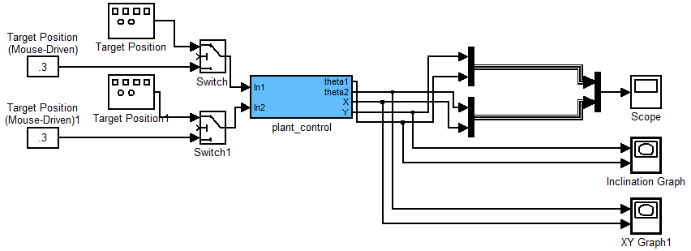 Target Position
(Mouse-Driven)
.3
Target Position
Switch
Target Position
(Mouse-Driven)1
.3
Target Position
Switch1
In1
In2
theta1
theta2
X
Y
plant_control
Scope
Inclination Graph
XY Graph1